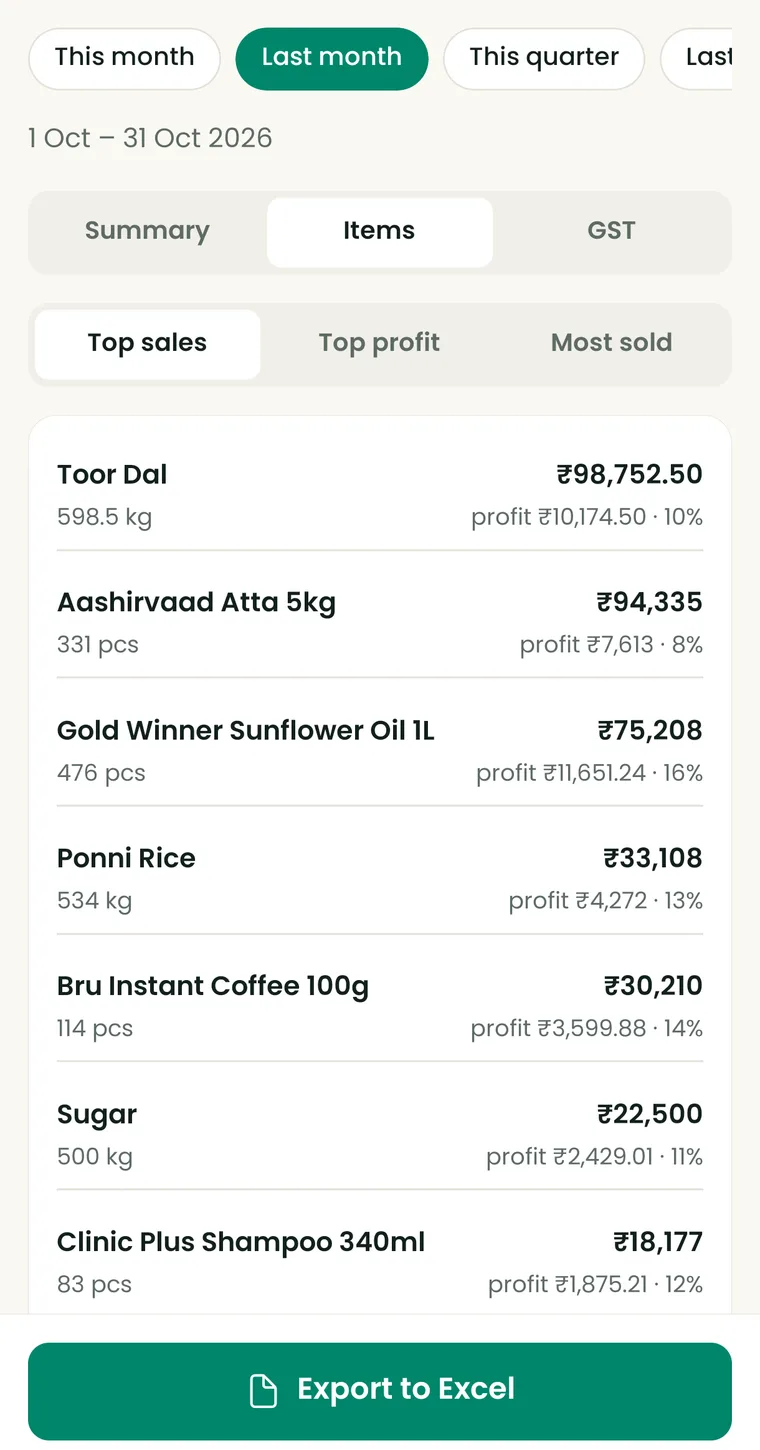 This month Last month This quarter Last
1 Oct – 31 Oct 2026
Summary Items GST
Top sales Top profit Most sold
Toor Dal ₹98,752.50
598.5 kg profit ₹10,174.50 · 10%
Aashirvaad Atta 5kg ₹94,335
331 pcs profit ₹7,613 · 8%
Gold Winner Sunflower Oil 1L ₹75,208
476 pcs profit ₹11,651.24 · 16%
Ponni Rice ₹33,108
534 kg profit ₹4,272 · 13%
Bru Instant Coffee 100g ₹30,210
114 pcs profit ₹3,599.88 · 14%
Sugar ₹22,500
500 kg profit ₹2,429.01 · 11%
Clinic Plus Shampoo 340ml ₹18,177
83 pcs profit ₹1,875.21 · 12%
Export to Excel